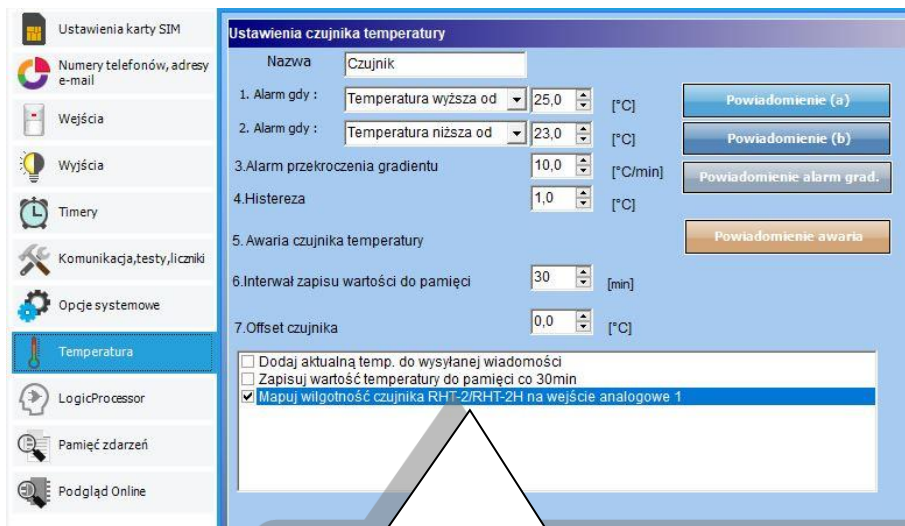 Ustawienia karty SIM
Numery telefonów, adresy
e-mail
Wejścia
Wyjścia
Timery
Komunikacja,testy,liczniki
Opcje systemowe
Temperatura
LogicProcessor
Pamięć zdarzeń
Podgląd Online
Ustawienia czujnika temperatury
Nazwa Czujnik
1. Alarm gdy : Temperatura wyższa od 25,0 [°C] Powiadomienie (a)
2. Alarm gdy : Temperatura niższa od 23,0 [°C] Powiadomienie (b)
3.Alarm przekroczenia gradientu 10,0 [°C/min] Powiadomienie alarm grad.
4.Histereza 1,0 [°C]
5. Awaria czujnika temperatury Powiadomienie awaria
6.Interwał zapisu wartości do pamięci 30 [min]
7.Offset czujnika 0,0 [°C]
Dodaj aktualną temp. do wysyłanej wiadomości
Zapisuj wartość temperatury do pamięci co 30min
Mapuj wilgotność czujnika RHT-2/RHT-2H na wejście analogowe 1